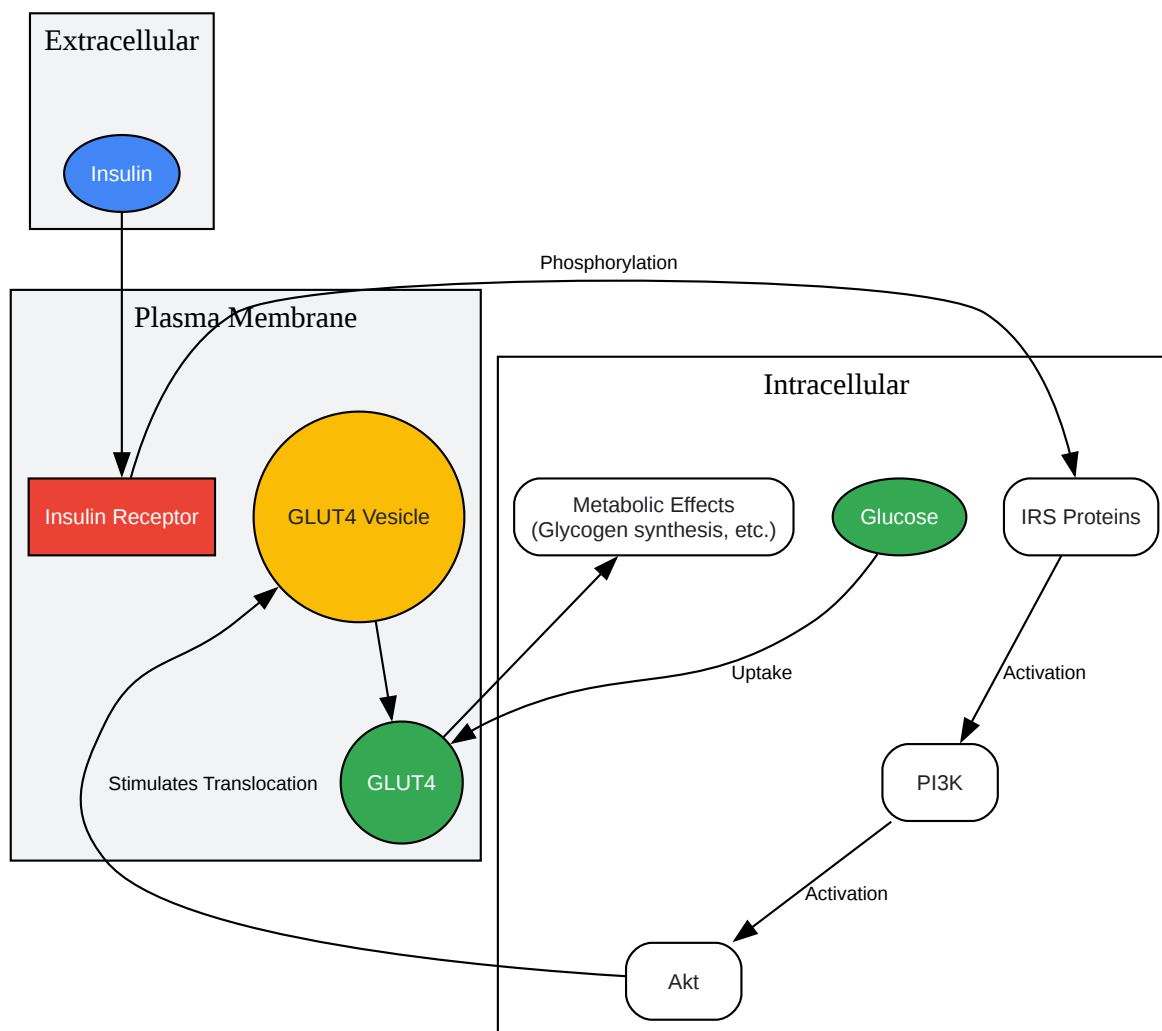 Extracellular
Insulin
Phosphorylation
Plasma Membrane
Intracellular
Insulin Receptor
GLUT4 Vesicle
Metabolic Effects
(Glycogen synthesis, etc.)
Glucose
IRS Proteins
Uptake
Activation
Stimulates Translocation
GLUT4
PI3K
Activation
Akt